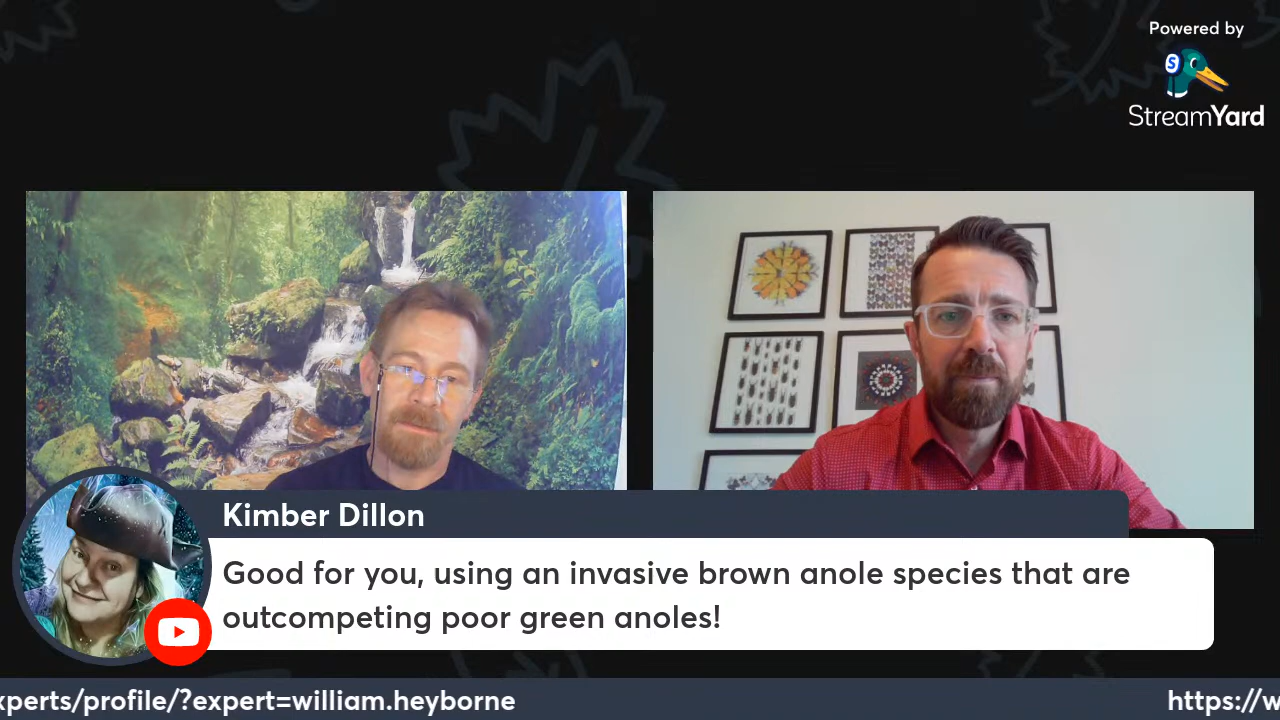 Powered by
S
StreamYard
Kimber Dillon
Good for you, using an invasive brown anole species that are
outcompeting poor green anoles!
xperts/profile/?expert=william.heyborne
https://w